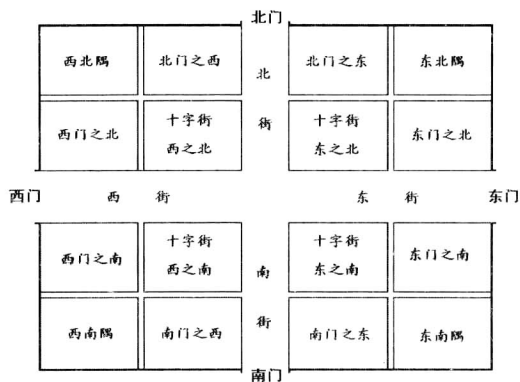 北门
西北隅 北门之西 北门之东 东北隅
北
西门之北 十字街 街 十字街 东门之北
西之北 东之北
西门 西 街 东 街 东门
西门之南 十字街 十字街 东门之南
西之南 南 东之南
西南隅 南门之西 街 南门之东 东南隅
南门